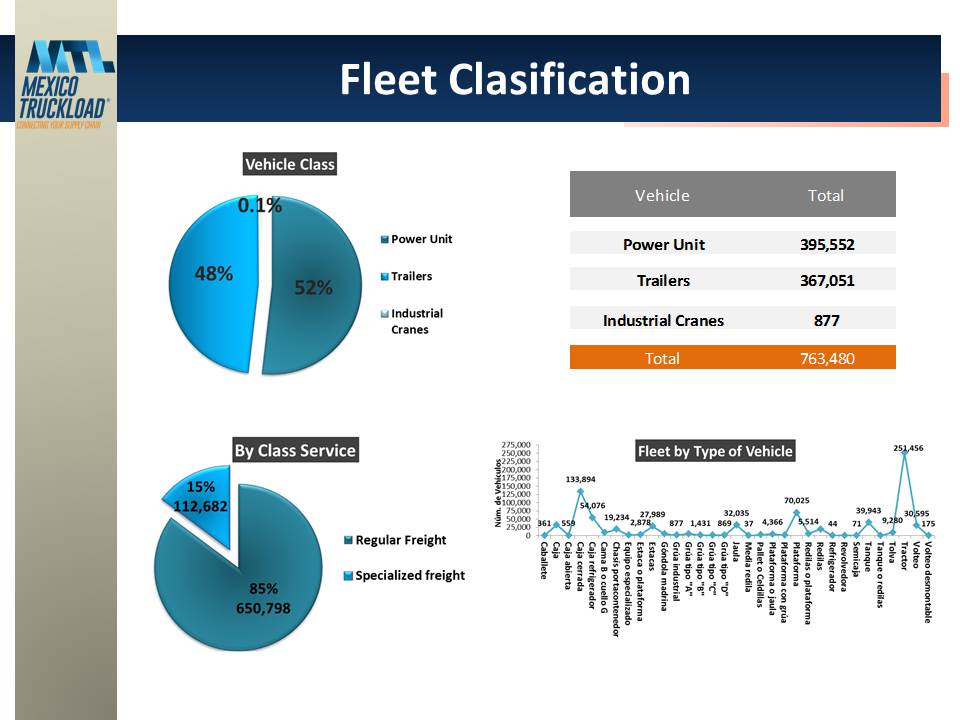 MTL
MEXICO
TRUCKLOAD®
CONNECTING YOUR SUPPLY CHAIN
Fleet Clasification
Vehicle Class
0.1%
48%
52%
Power Unit
Trailers
Industrial
Cranes
Vehicle Total
Power Unit 395,552
Trailers 367,051
Industrial Cranes 877
Total 763,480
By Class Service
15%
112,682
85%
650,798
Regular Freight
Specialized freight
Fleet by Type of Vehicle
Núm. de Vehículos
275,000
250,000
225,000
200,000
175,000
150,000
125,000
100,000
75,000
50,000
25,000
0
361
559
133,894
54,076
19,234
2,878
27,989
877
1,431
869
32,035
37
4,366
70,025
5,514
44
71
39,943
9,280
251,456
30,595
175
Caballete
Caja
Caja abierta
Caja cerrada
Caja refrigerador
Cama B o cuello G
Chasís portacontenedor
Equipo especializado
Estaca o plataforma
Estacas
Góndola madrina
Grúa industrial
Grúa tipo "A"
Grúa tipo "B"
Grúa tipo "C"
Grúa tipo "D"
Jaula
Media redila
Pallet o Celdillas
Plataforma o jaula
Plataforma con grúa
Plataforma
Redilas o plataforma
Redilas
Refrigerador
Revolvedora
Semicaja
Tanque
Tanque o redilas
Tolva
Tractor
Volteo
Volteo desmontable